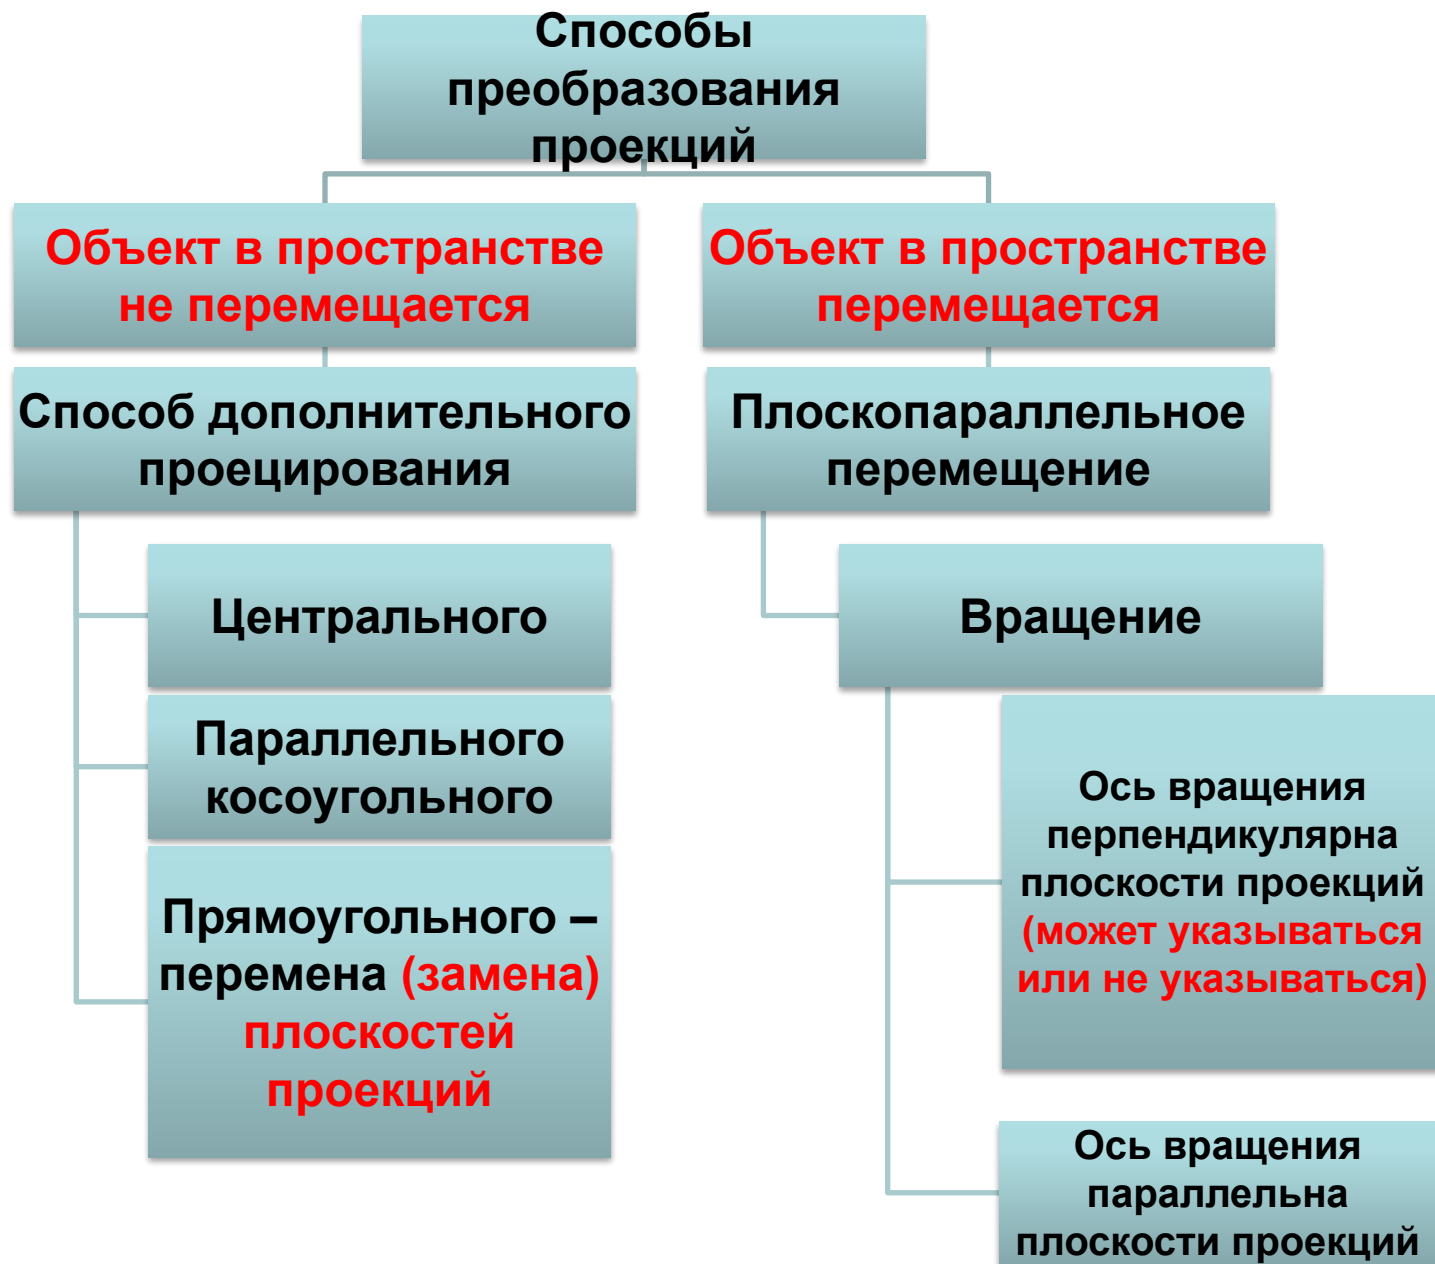 Способы
преобразования
проекций
Объект в пространстве
не перемещается
Объект в пространстве
перемещается
Способ дополнительного
проецирования
Плоскопараллельное
перемещение
Центрального
Вращение
Параллельного
косоугольного
Ось вращения
перпендикулярна
плоскости проекций
(может указываться
или не указываться)
Прямоугольного –
перемена (замена)
плоскостей
проекций
Ось вращения
параллельна
плоскости проекций